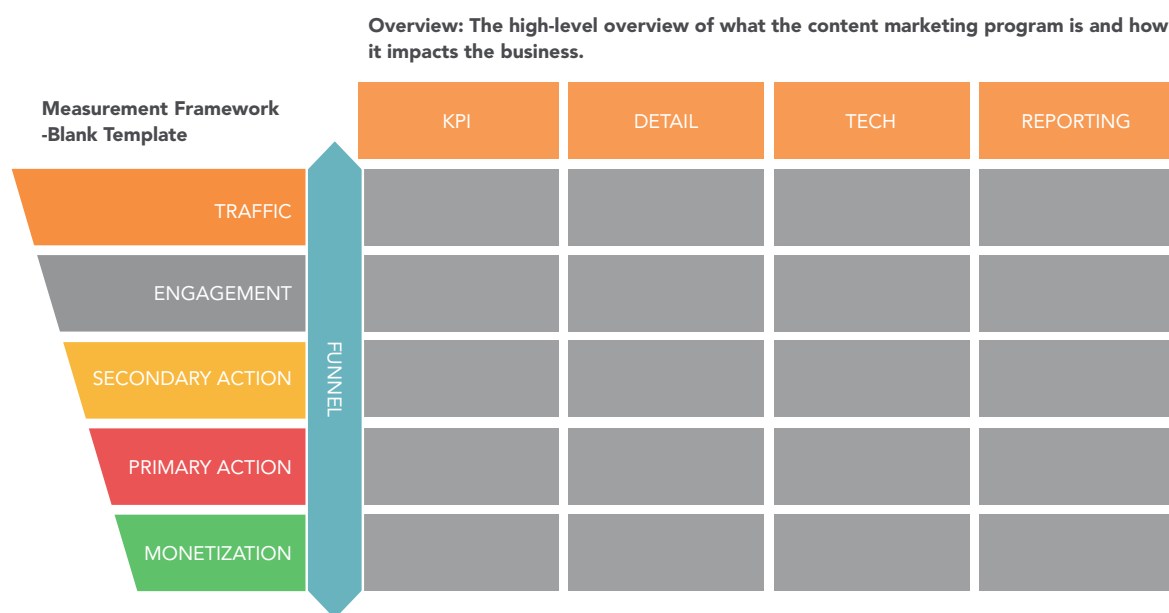 Overview: The high-level overview of what the content marketing program is and how
it impacts the business.
Measurement Framework
-Blank Template
KPI
DETAIL
TECH
REPORTING
TRAFFIC
ENGAGEMENT
SECONDARY ACTION
PRIMARY ACTION
MONETIZATION
FUNNEL